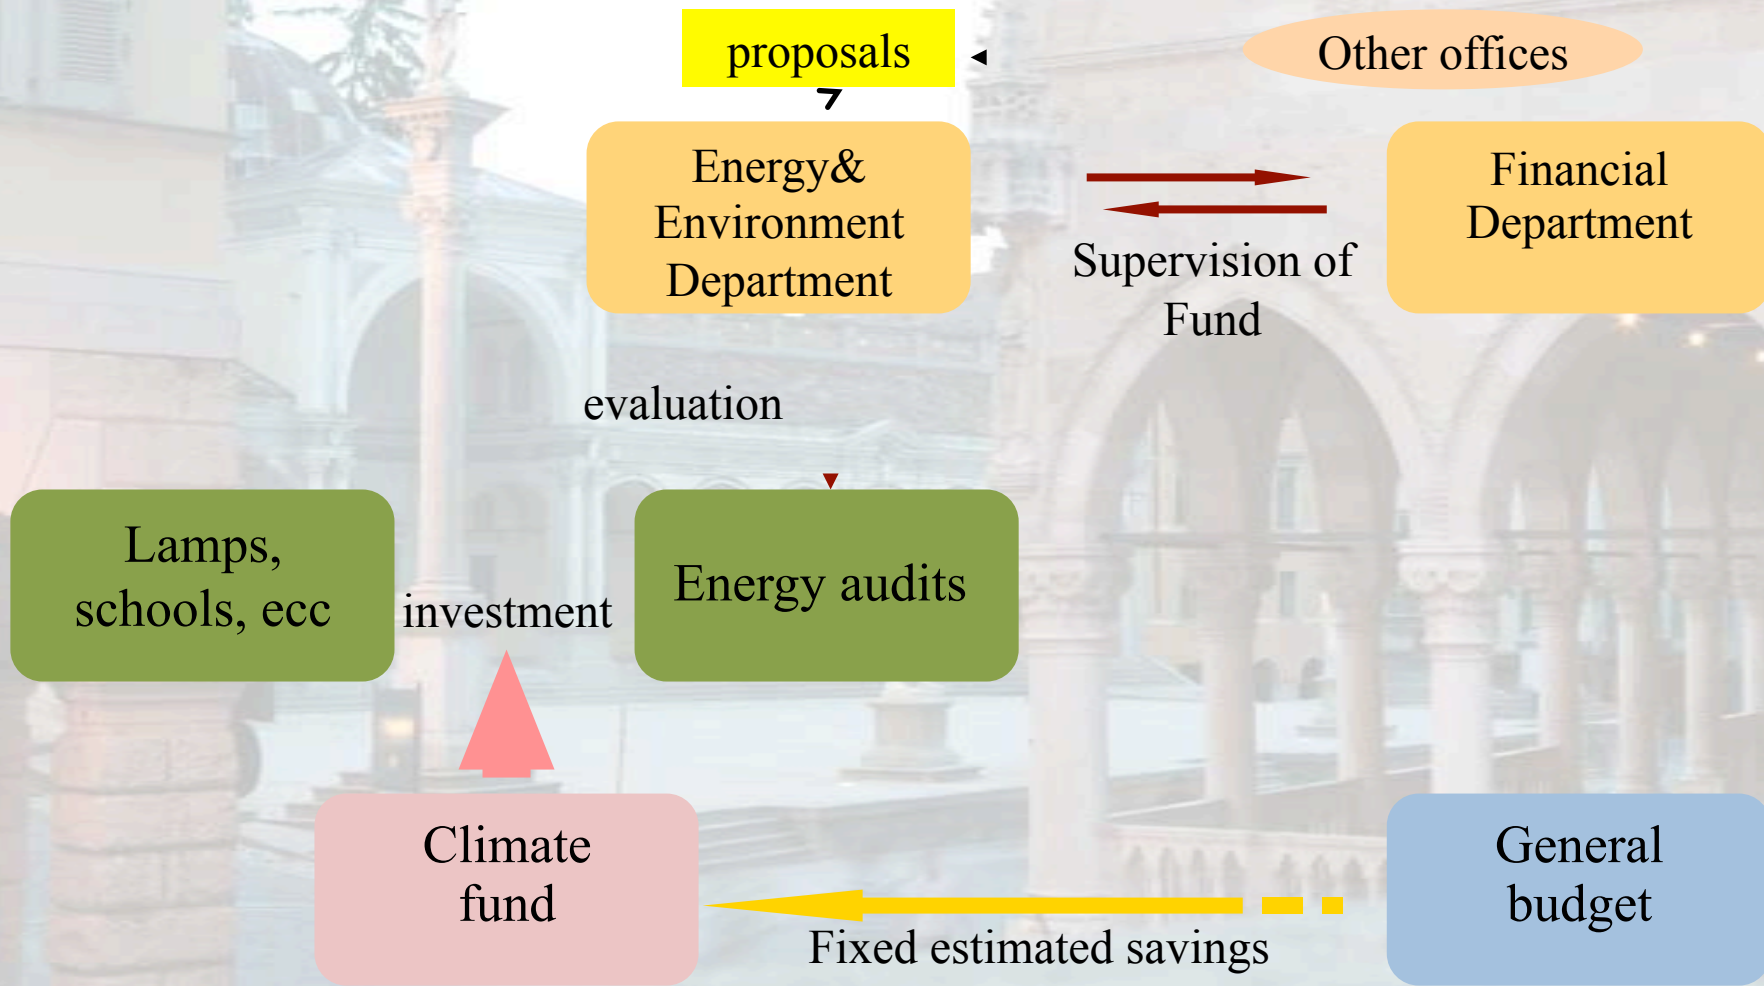 proposals
Other offices
Energy&
Environment
Department
Financial
Department
Supervision of
Fund
evaluation
Lamps,
schools, ecc
investment
Energy audits
Climate
fund
General
budget
Fixed estimated savings